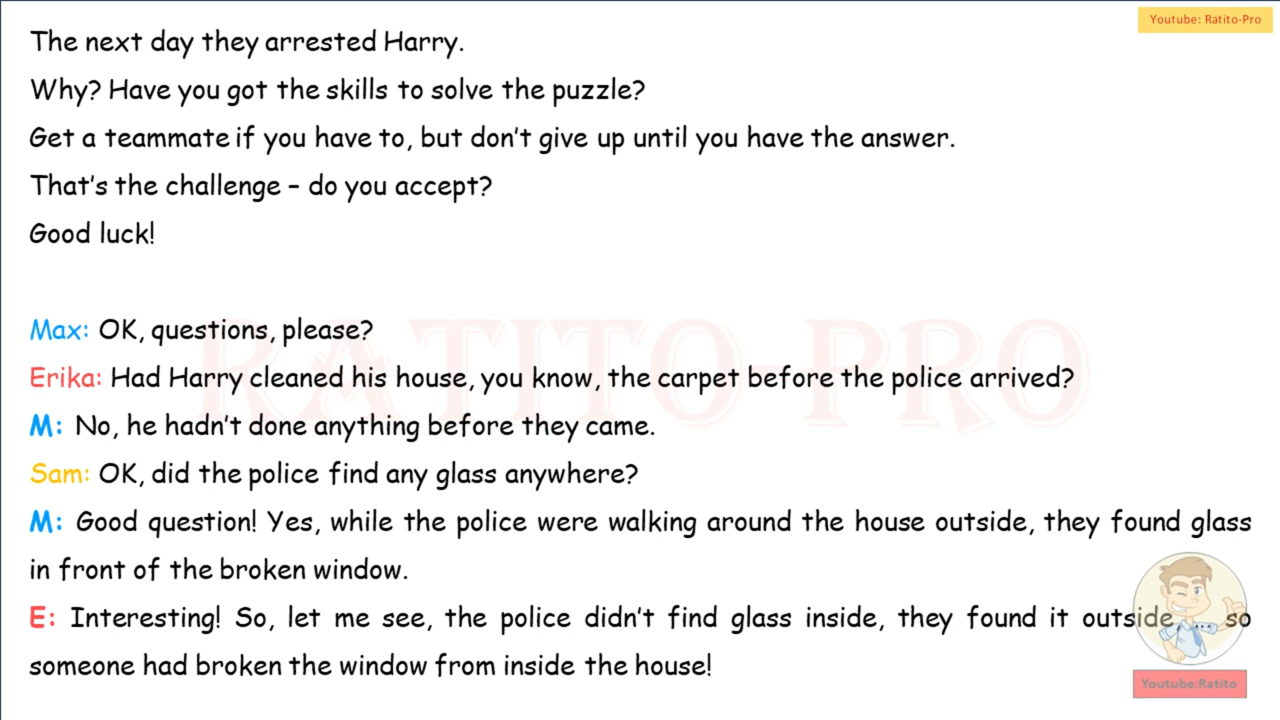 Youtube: Ratito-Pro
The next day they arrested Harry.
Why? Have you got the skills to solve the puzzle?
Get a teammate if you have to, but don't give up until you have the answer.
That's the challenge – do you accept?
Good luck!
RATITO-PRO
Max: OK, questions, please?
Erika: Had Harry cleaned his house, you know, the carpet before the police arrived?
M: No, he hadn't done anything before they came.
Sam: OK, did the police find any glass anywhere?
M: Good question! Yes, while the police were walking around the house outside, they found glass
in front of the broken window.
E: Interesting! So, let me see, the police didn't find glass inside, they found it outside ... so
someone had broken the window from inside the house!
Youtube:Ratito